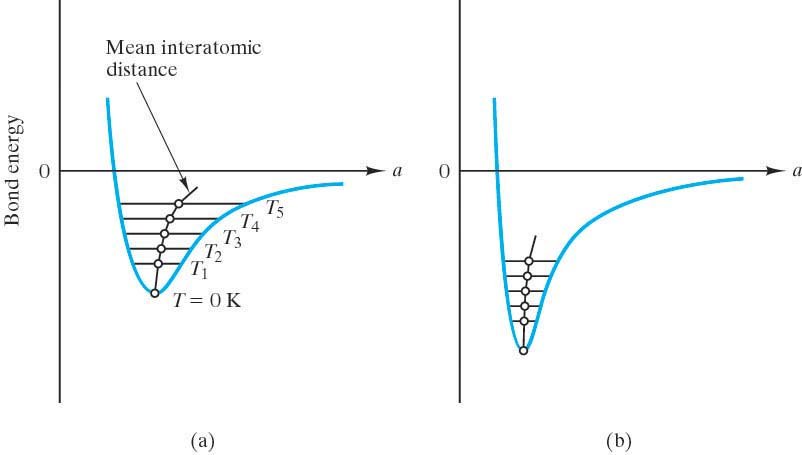 Mean interatomic
distance
Bond energy
0
a
T5
T4
T3
T2
T1
T = 0 K
(a)
0
a
(b)